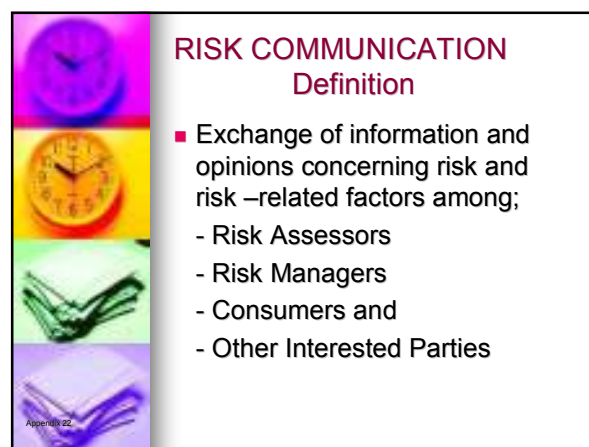 RISK COMMUNICATION
Definition
■ Exchange of information and
opinions concerning risk and
risk –related factors among;
- Risk Assessors
- Risk Managers
- Consumers and
- Other Interested Parties
Appendix 22